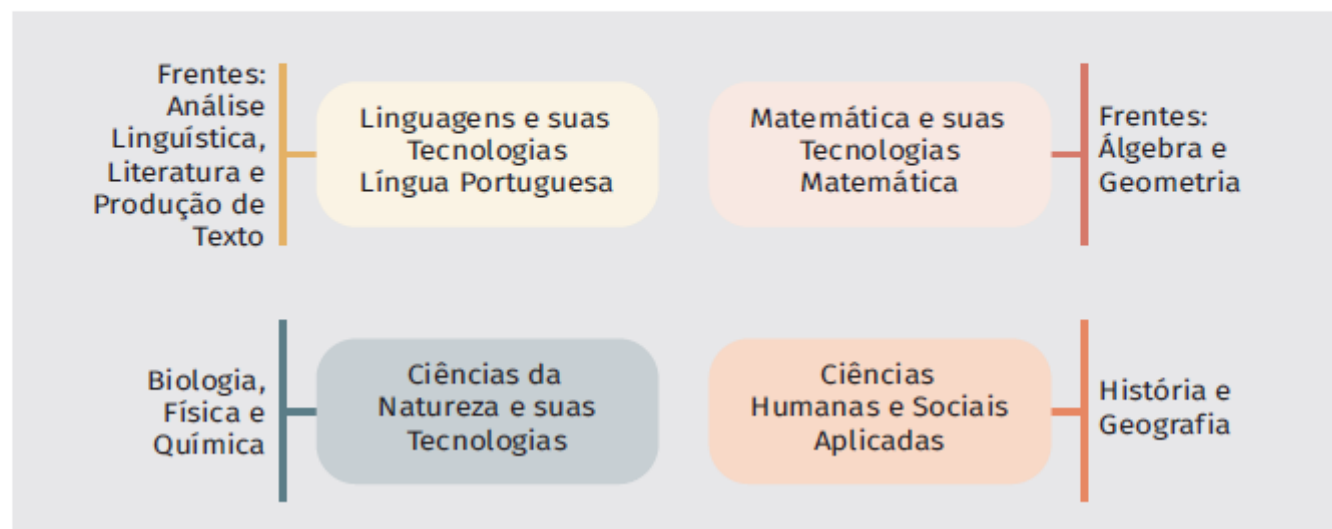 Frentes:
Análise
Linguística,
Literatura e
Produção de
Texto
Linguagens e suas
Tecnologias
Língua Portuguesa
Matemática e suas
Tecnologias
Matemática
Frentes:
Álgebra e
Geometria
Biologia,
Física e
Química
Ciências da
Natureza e suas
Tecnologias
Ciências
Humanas e Sociais
Aplicadas
História e
Geografia